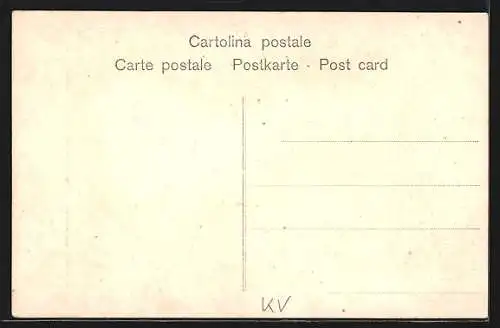 Cartolina postale
Carte postale Postkarte - Post card
KV